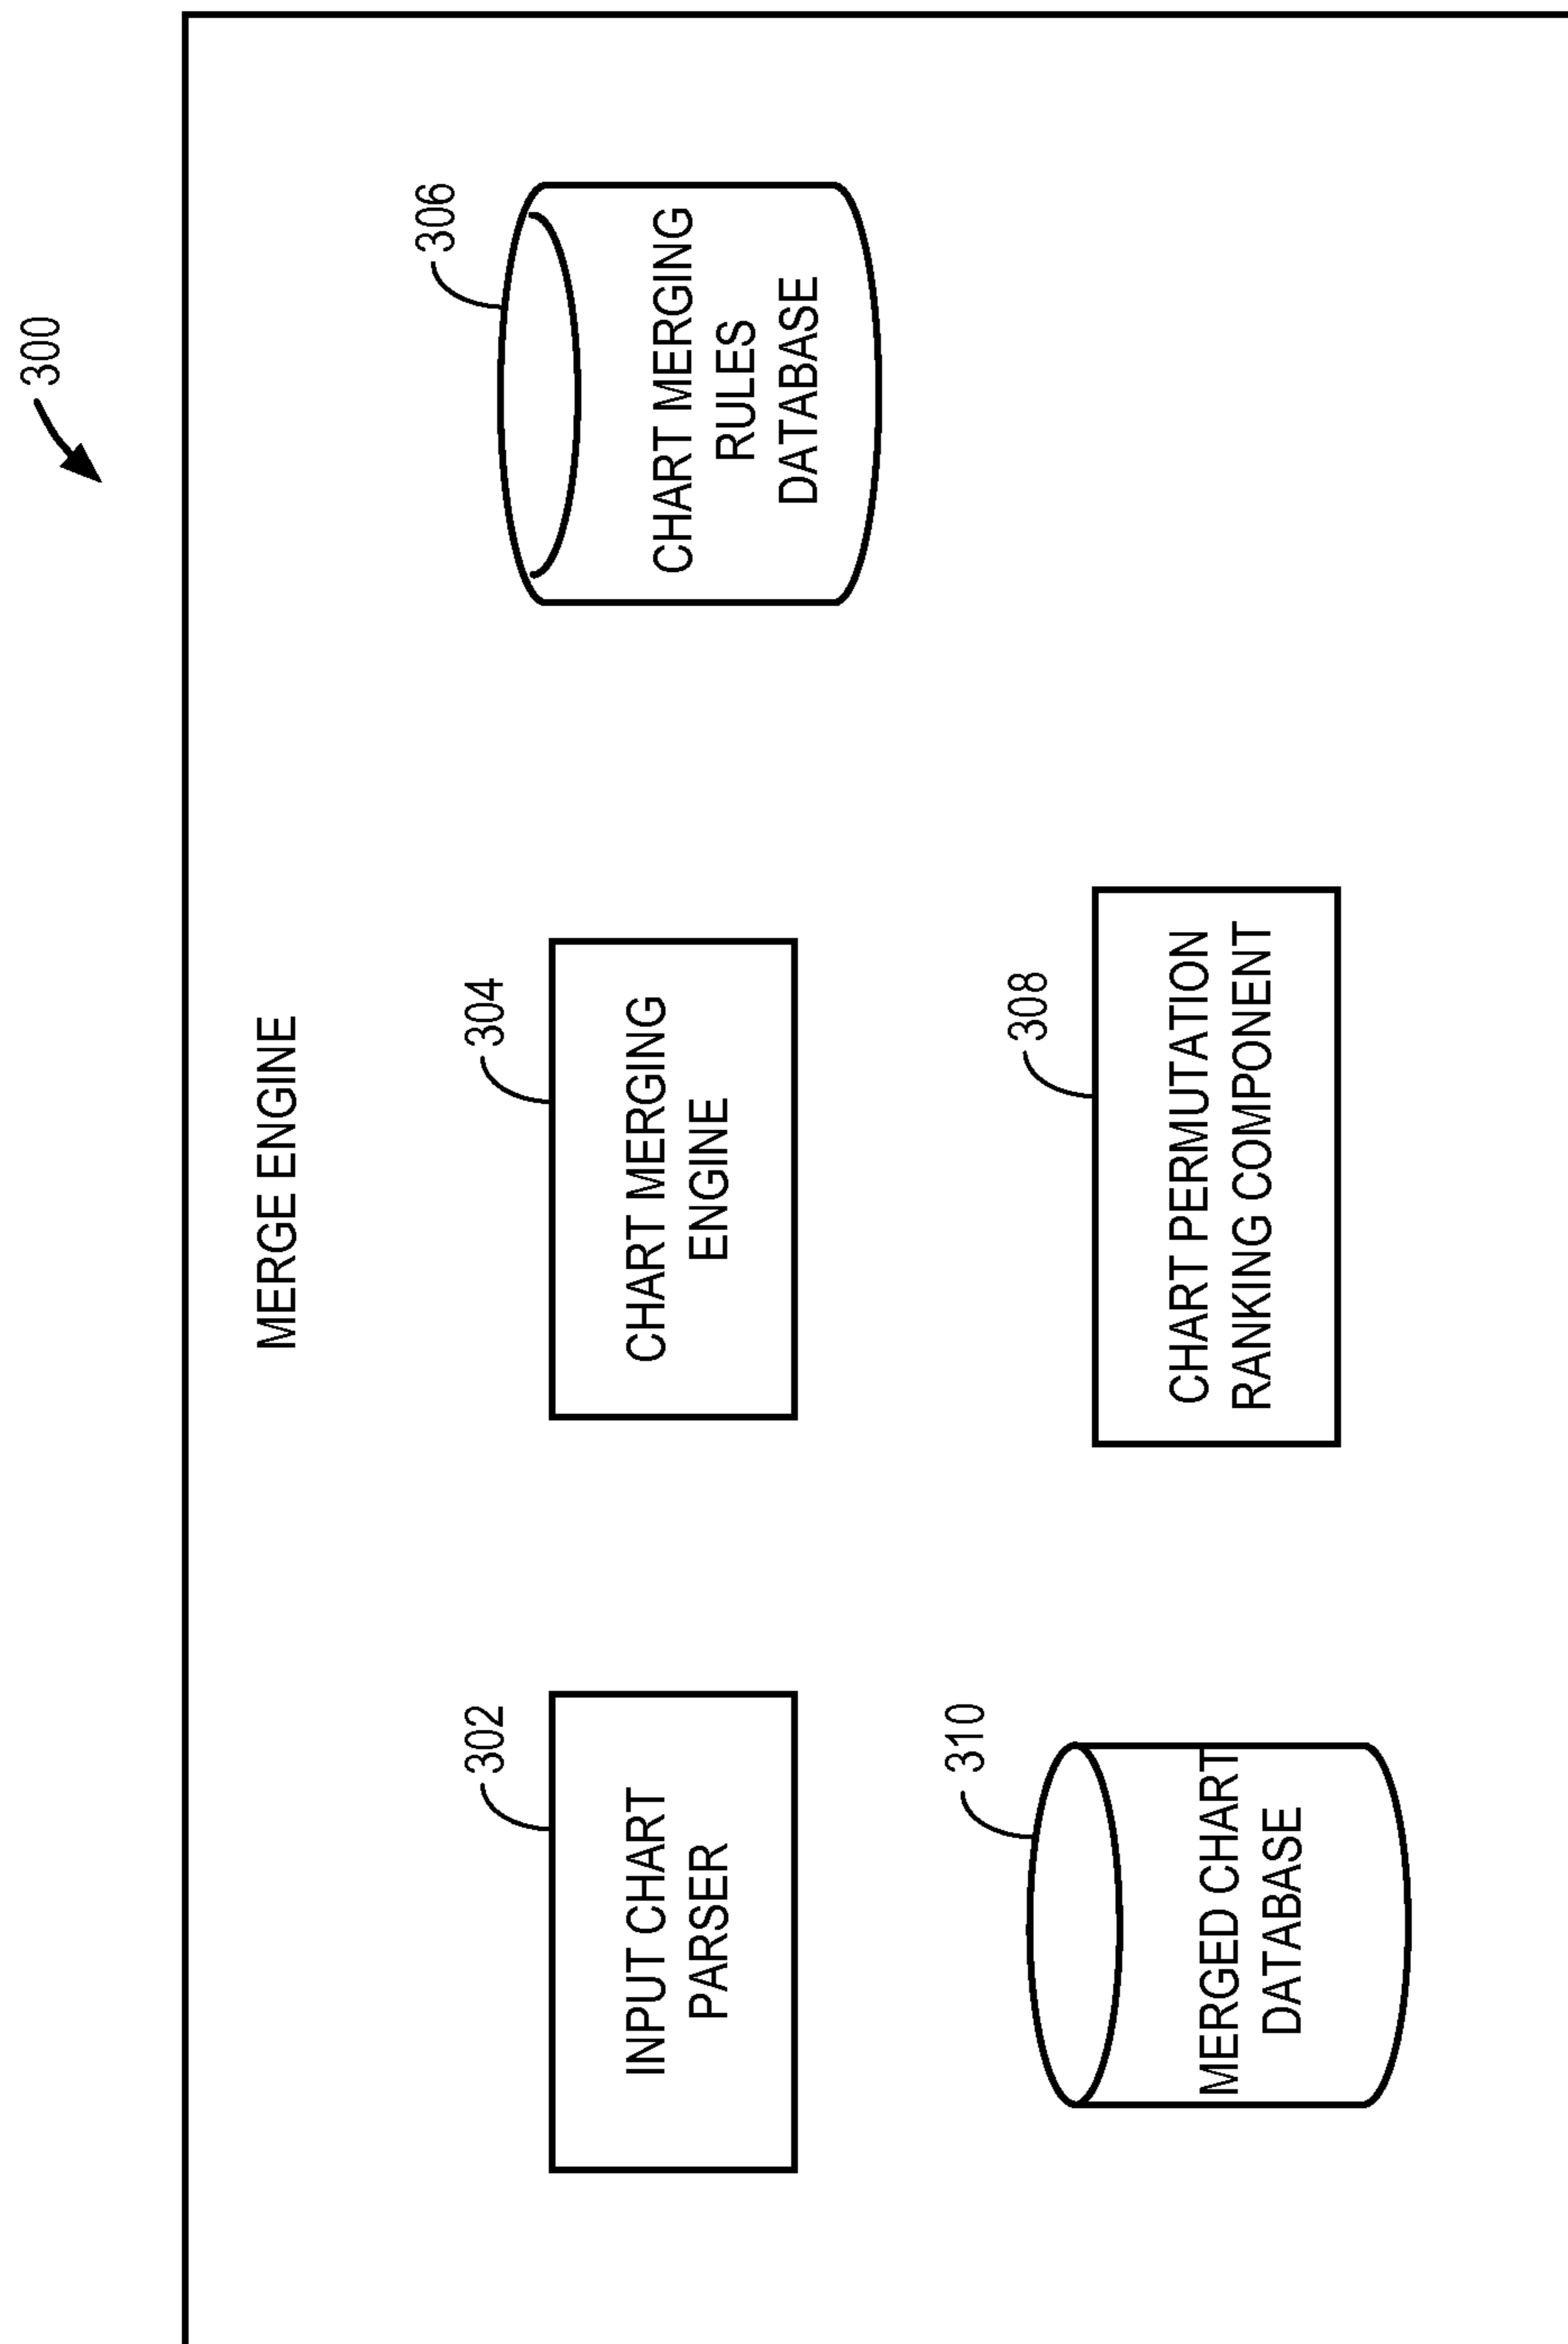 300
MERGE ENGINE
302
INPUT CHART
PARSER
304
CHART MERGING
ENGINE
306
CHART MERGING
RULES
DATABASE
310
MERGED CHART
DATABASE
308
CHART PERMUTATION
RANKING COMPONENT